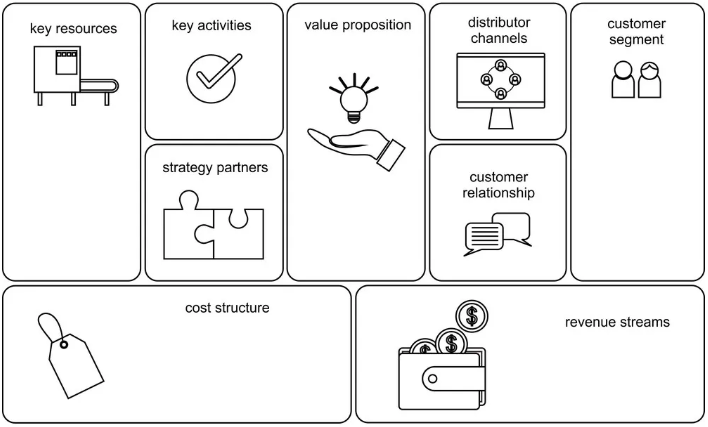 key resources
key activities
value proposition
distributor
channels
customer
segment
strategy partners
customer
relationship
cost structure
revenue streams
$
$
$